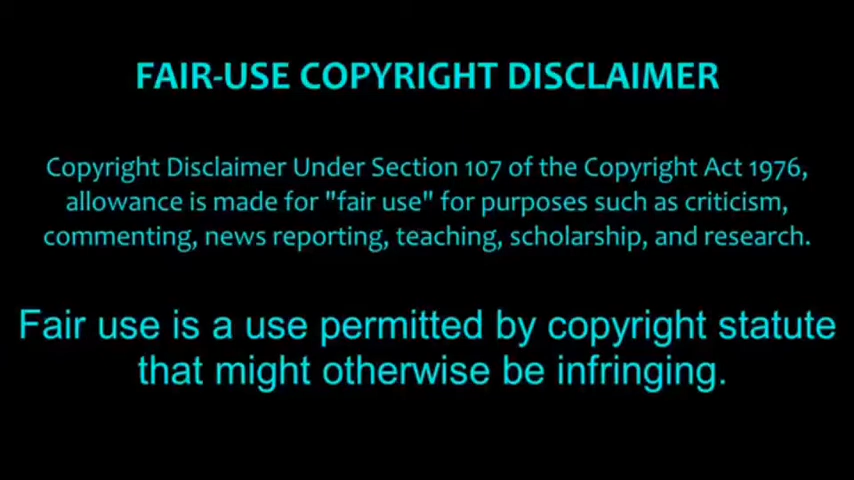 FAIR-USE COPYRIGHT DISCLAIMER
Copyright Disclaimer Under Section 107 of the Copyright Act 1976,
allowance is made for "fair use" for purposes such as criticism,
commenting, news reporting, teaching, scholarship, and research.
Fair use is a use permitted by copyright statute
that might otherwise be infringing.